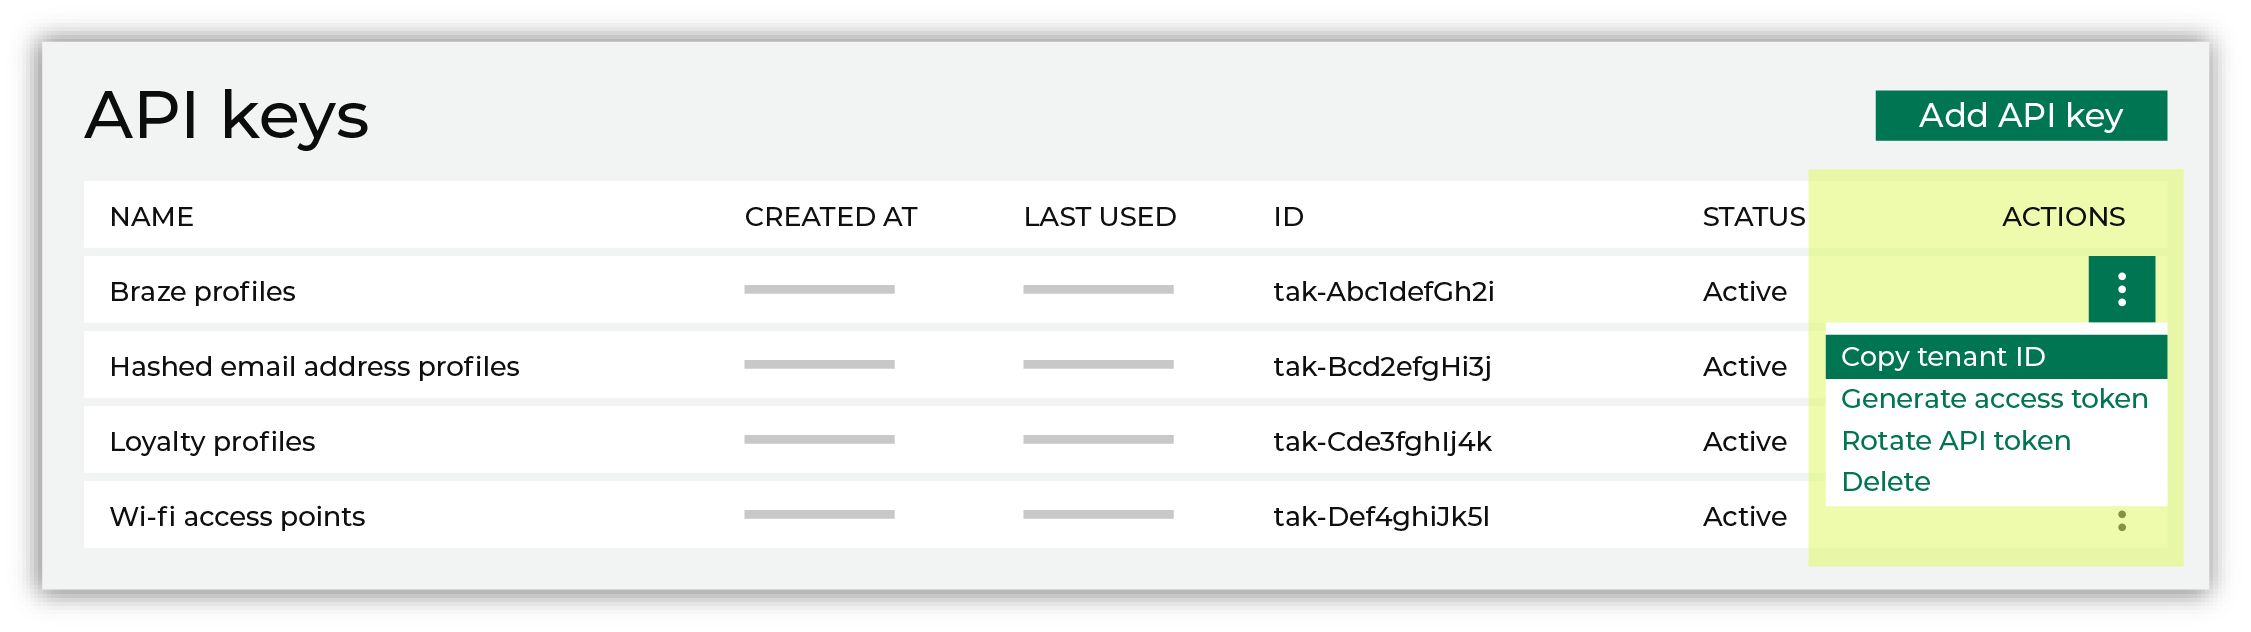 API keys
Add API key
NAME CREATED AT LAST USED ID STATUS ACTIONS
Braze profiles tak-Abc1defGh2i Active
Hashed email address profiles tak-Bcd2efgHi3j Active
Copy tenant ID
Generate access token
Loyalty profiles tak-Cde3fghIj4k Active
Rotate API token
Delete
Wi-fi access points tak-Def4ghiJk5l Active